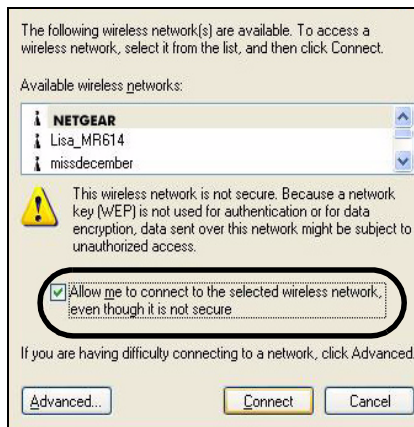 The following wireless network(s) are available. To access a
wireless network, select it from the list, and then click Connect.
Available wireless networks:
NETGEAR
Lisa_MR614
missdecember
This wireless network is not secure. Because a network
key (WEP) is not used for authentication or for data
encryption, data sent over this network might be subject to
unauthorized access.
Allow me to connect to the selected wireless network,
even though it is not secure
If you are having difficulty connecting to a network, click Advanced.
Advanced...
Connect
Cancel